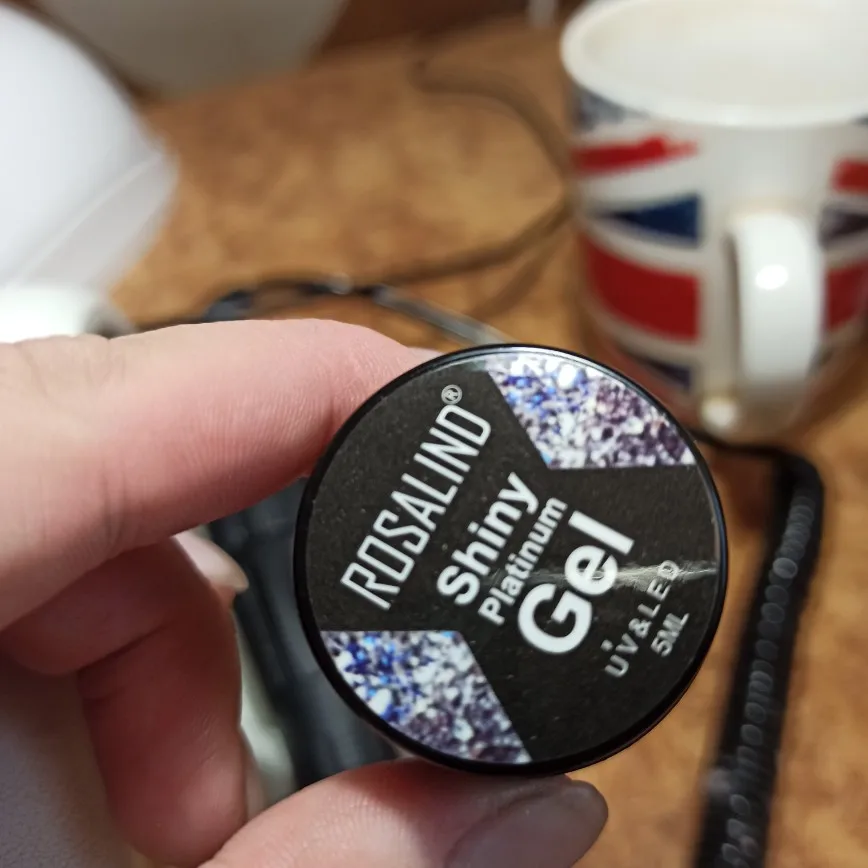 ROSALIND®
Shiny
Platinum
Gel
UV&LED
5ML